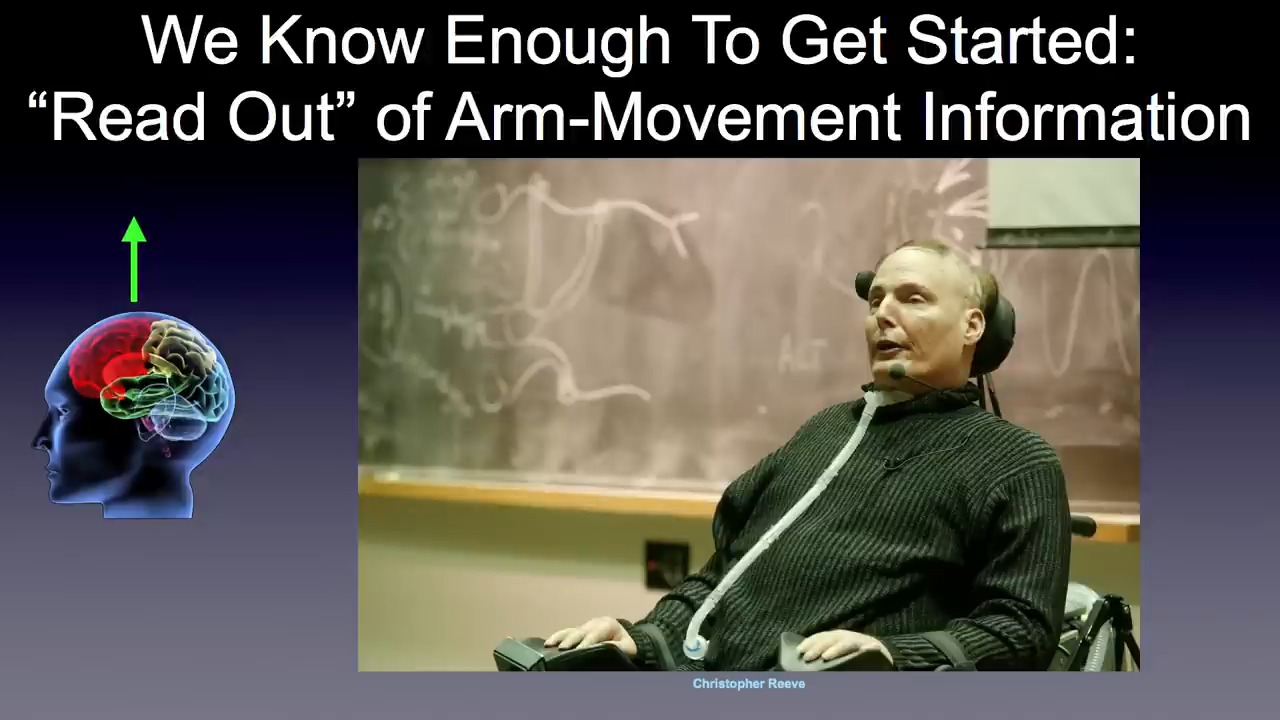 We Know Enough To Get Started:
“Read Out” of Arm-Movement Information
Christopher Reeve